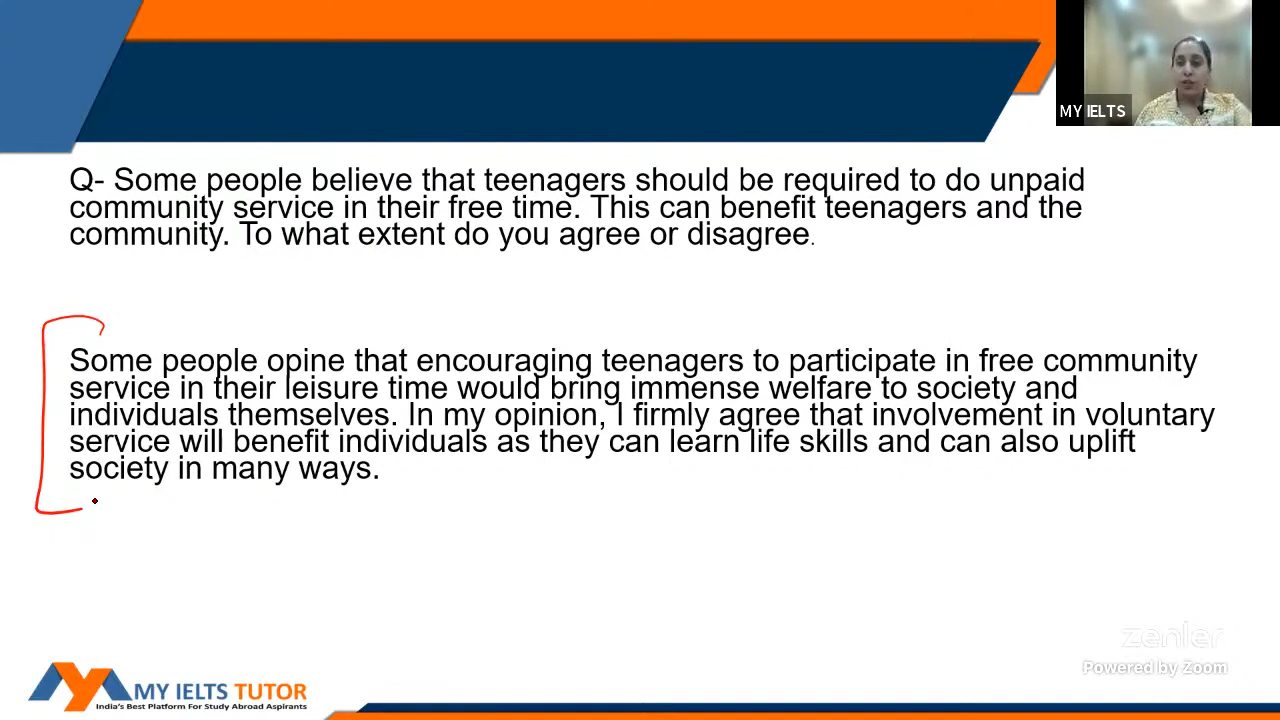 MY IELTS
Q- Some people believe that teenagers should be required to do unpaid
community service in their free time. This can benefit teenagers and the
community. To what extent do you agree or disagree.
Some people opine that encouraging teenagers to participate in free community
service in their leisure time would bring immense welfare to society and
individuals themselves. In my opinion, I firmly agree that involvement in voluntary
service will benefit individuals as they can learn life skills and can also uplift
society in many ways.
zenler
Powered by Zoom
MY IELTS TUTOR
India's Best Platform For Study Abroad Aspirants